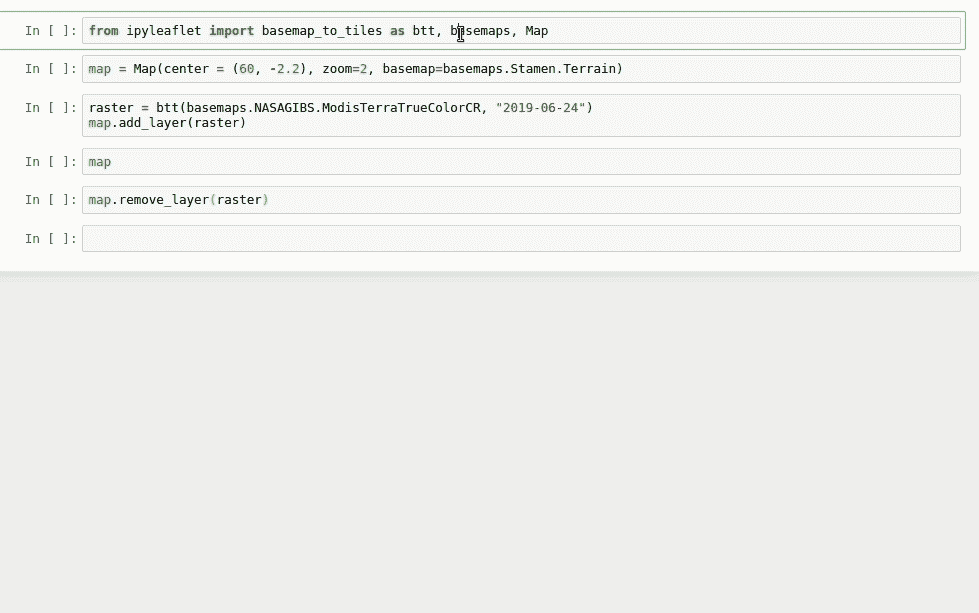 In [ ]: from ipyleaflet import basemap_to_tiles as btt, basemaps, Map
In [ ]: map = Map(center = (60, -2.2), zoom=2, basemap=basemaps.Stamen.Terrain)
In [ ]: raster = btt(basemaps.NASAGIBS.ModisTerraTrueColorCR, "2019-06-24")
map.add_layer(raster)
In [ ]: map
In [ ]: map.remove_layer(raster)
In [ ]: